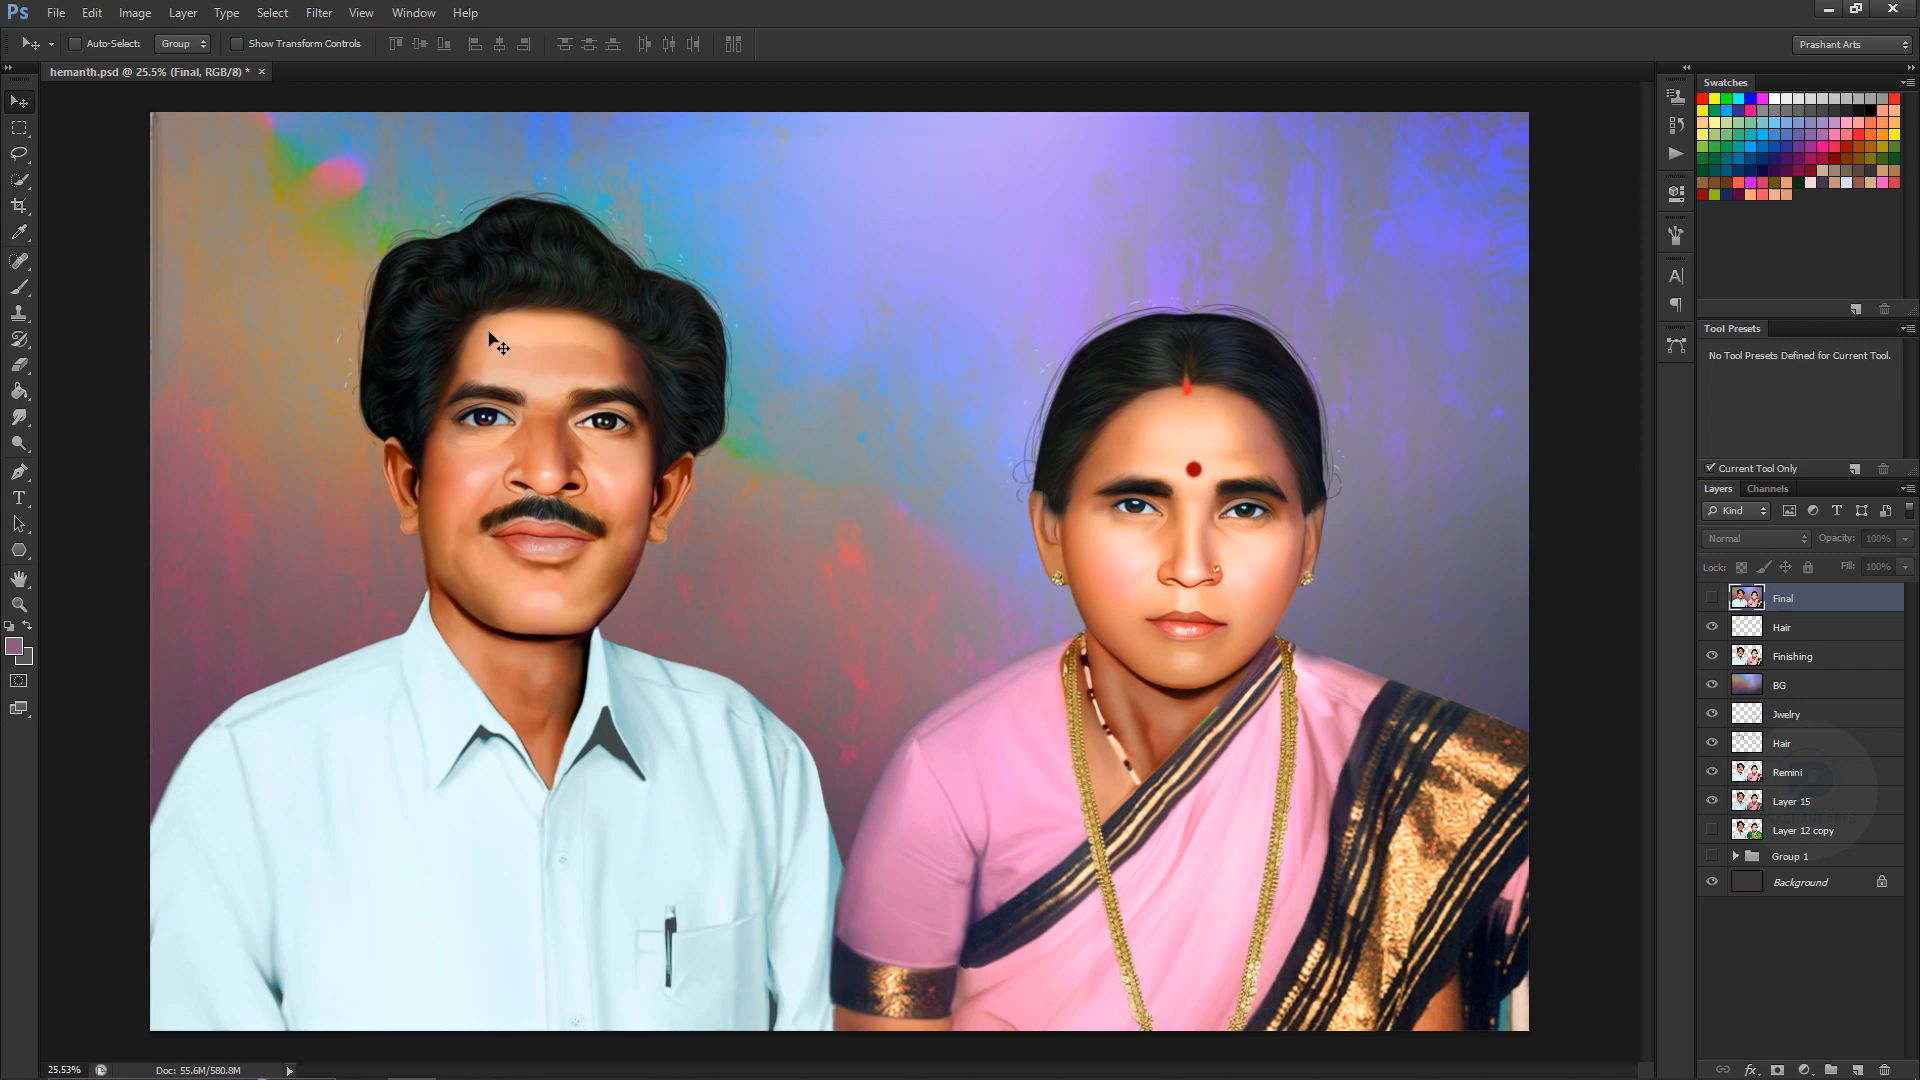 Ps File Edit Image Layer Type Select Filter View Window Help
Auto-Select: Group Show Transform Controls Prashant Arts
hemanth.psd @ 25.5% (Final, RGB/8) * ×
Swatches
Tool Presets
No Tool Presets Defined for Current Tool.
Current Tool Only
Layers Channels
Kind
Normal Opacity: 100%
Lock: Fill: 100%
Final
Hair
Finishing
BG
Jwelry
Hair
Remini
Layer 15
Layer 12 copy
Group 1
Background
25.53% Doc: 55.6M/580.8M